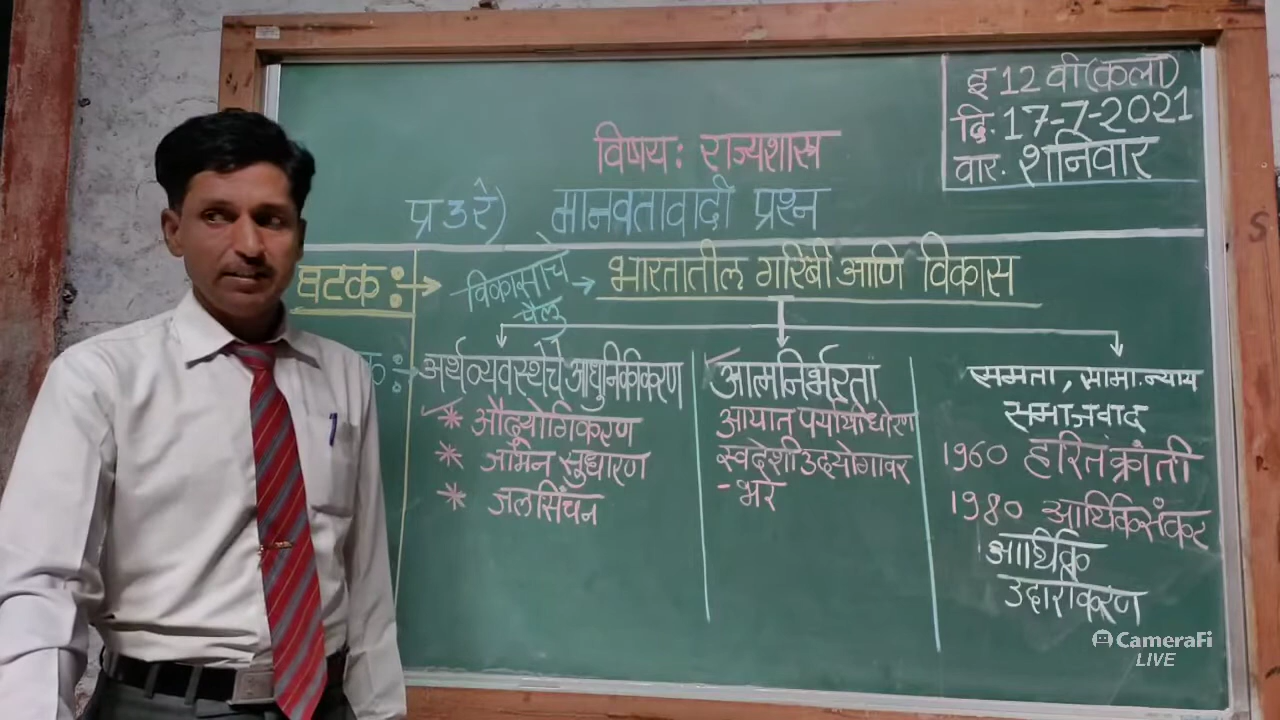 इ 12 वी (कला)
दि: 17-7-2021
वार. शनिवार
विषय: राज्यशास्त्र
प्र 3 रे) मानवतावादी प्रश्न
घटक: → विकासाचे पैलू → भारतातील गरिबी आणि विकास
अर्थव्यवस्थेचे आधुनिकीकरण
* औद्योगिकरण
* जमिन सुधारण
* जलसिंचन
आत्मनिर्भरता
आयात पर्यायीधोरण
स्वदेशी उद्योगावर
- भर
समता, सामा. न्याय
समाजवाद
1960 हरितक्रांती
1980 आर्थिकसंकट
आर्थिक
उदारीकरण
CameraFi
LIVE